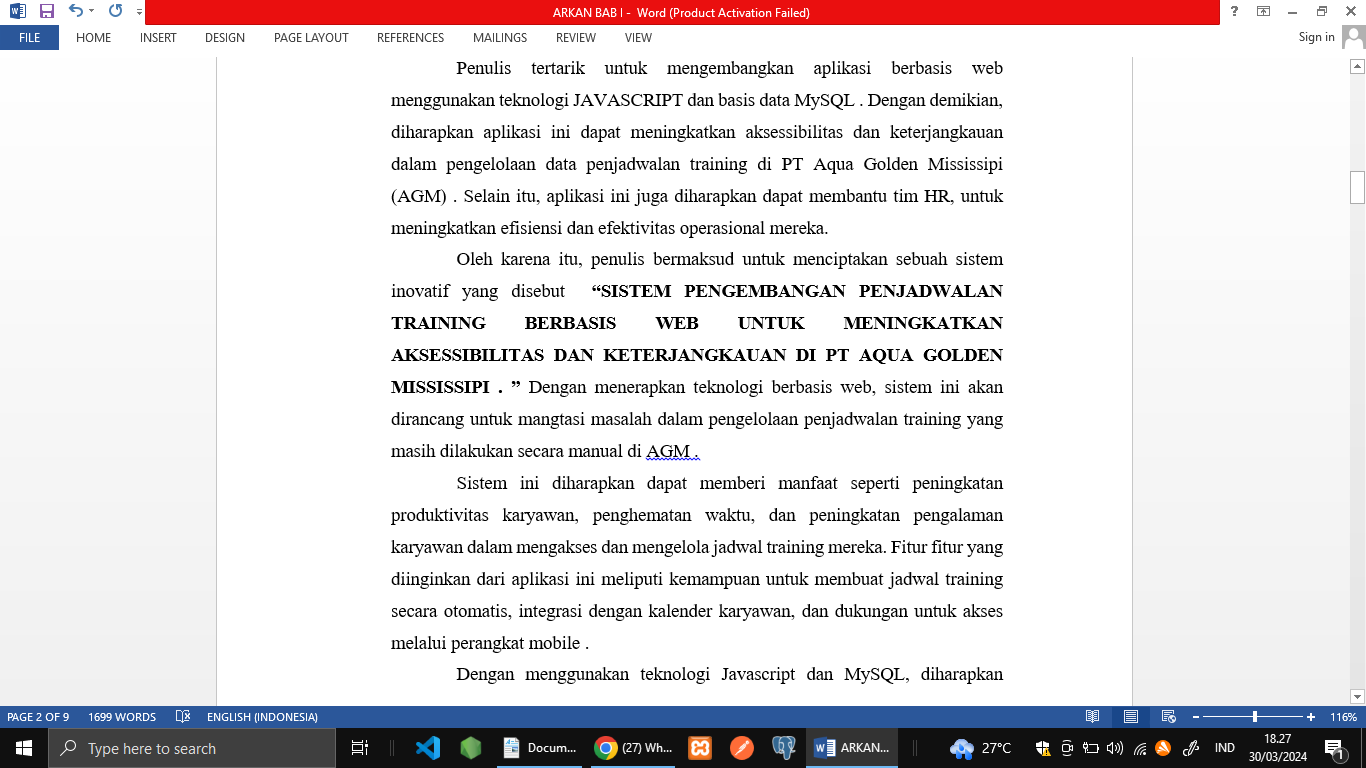 ARKAN BAB I - Word (Product Activation Failed)
FILE HOME INSERT DESIGN PAGE LAYOUT REFERENCES MAILINGS REVIEW VIEW Sign in
Penulis tertarik untuk mengembangkan aplikasi berbasis web
menggunakan teknologi JAVASCRIPT dan basis data MySQL . Dengan demikian,
diharapkan aplikasi ini dapat meningkatkan aksessibilitas dan keterjangkauan
dalam pengelolaan data penjadwalan training di PT Aqua Golden Mississipi
(AGM) . Selain itu, aplikasi ini juga diharapkan dapat membantu tim HR, untuk
meningkatkan efisiensi dan efektivitas operasional mereka.
Oleh karena itu, penulis bermaksud untuk menciptakan sebuah sistem
inovatif yang disebut “SISTEM PENGEMBANGAN PENJADWALAN
TRAINING BERBASIS WEB UNTUK MENINGKATKAN
AKSESSIBILITAS DAN KETERJANGKAUAN DI PT AQUA GOLDEN
MISSISSIPI . ” Dengan menerapkan teknologi berbasis web, sistem ini akan
dirancang untuk mangtasi masalah dalam pengelolaan penjadwalan training yang
masih dilakukan secara manual di AGM .
Sistem ini diharapkan dapat memberi manfaat seperti peningkatan
produktivitas karyawan, penghematan waktu, dan peningkatan pengalaman
karyawan dalam mengakses dan mengelola jadwal training mereka. Fitur fitur yang
diinginkan dari aplikasi ini meliputi kemampuan untuk membuat jadwal training
secara otomatis, integrasi dengan kalender karyawan, dan dukungan untuk akses
melalui perangkat mobile .
Dengan menggunakan teknologi Javascript dan MySQL, diharapkan
PAGE 2 OF 9 1699 WORDS ENGLISH (INDONESIA) 116%
Type here to search Docum... (27) Wh... ARKAN... 27°C IND 18.27
30/03/2024 1